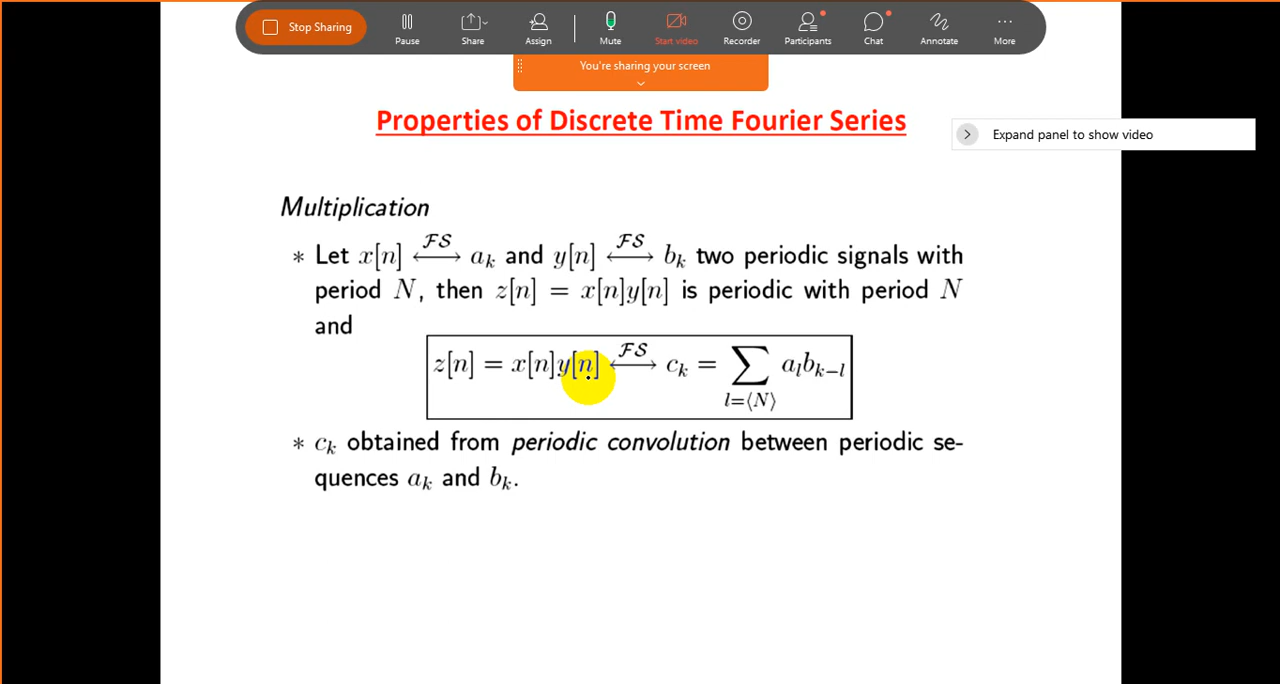 Stop Sharing
Pause
Share
Assign
Mute
Start video
Recorder
Participants
Chat
Annotate
More
You're sharing your screen
Properties of Discrete Time Fourier Series
Expand panel to show video
Multiplication
* Let x[n] ⟷^{FS} a_k and y[n] ⟷^{FS} b_k two periodic signals with
period N, then z[n] = x[n]y[n] is periodic with period N
and
z[n] = x[n]y[n] ⟷^{FS} c_k = ∑_{l=⟨N⟩} a_l b_{k−l}
* c_k obtained from periodic convolution between periodic se-
quences a_k and b_k.